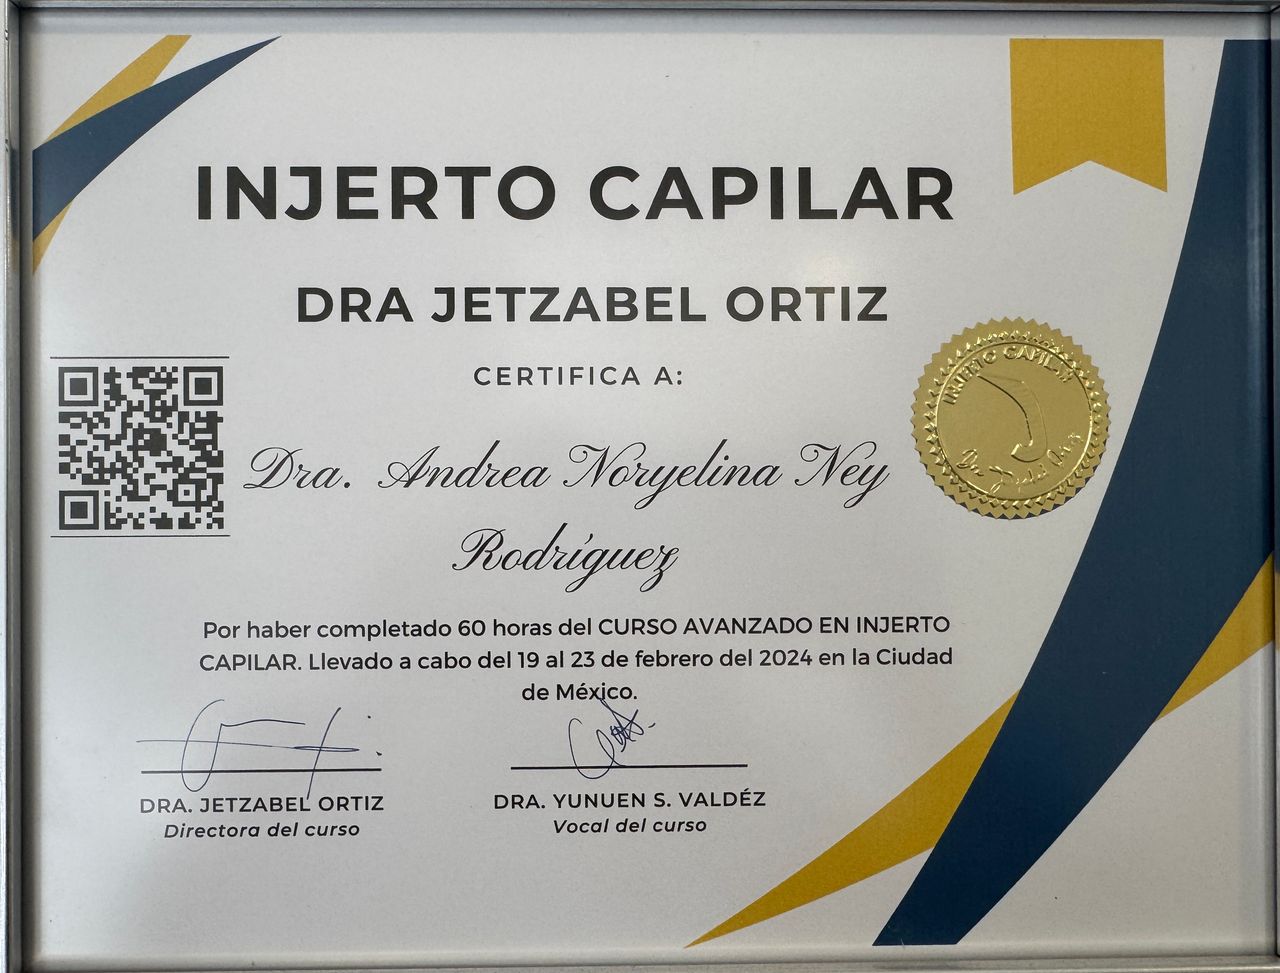 INJERTO CAPILAR
DRA JETZABEL ORTIZ
CERTIFICA A:
Dra. Andrea Noryelina Ney
Rodríguez
INJERTO CAPILAR
Por haber completado 60 horas del CURSO AVANZADO EN INJERTO
CAPILAR. Llevado a cabo del 19 al 23 de febrero del 2024 en la Ciudad
de México.
DRA. JETZABEL ORTIZ
Directora del curso
DRA. YUNUEN S. VALDÉZ
Vocal del curso